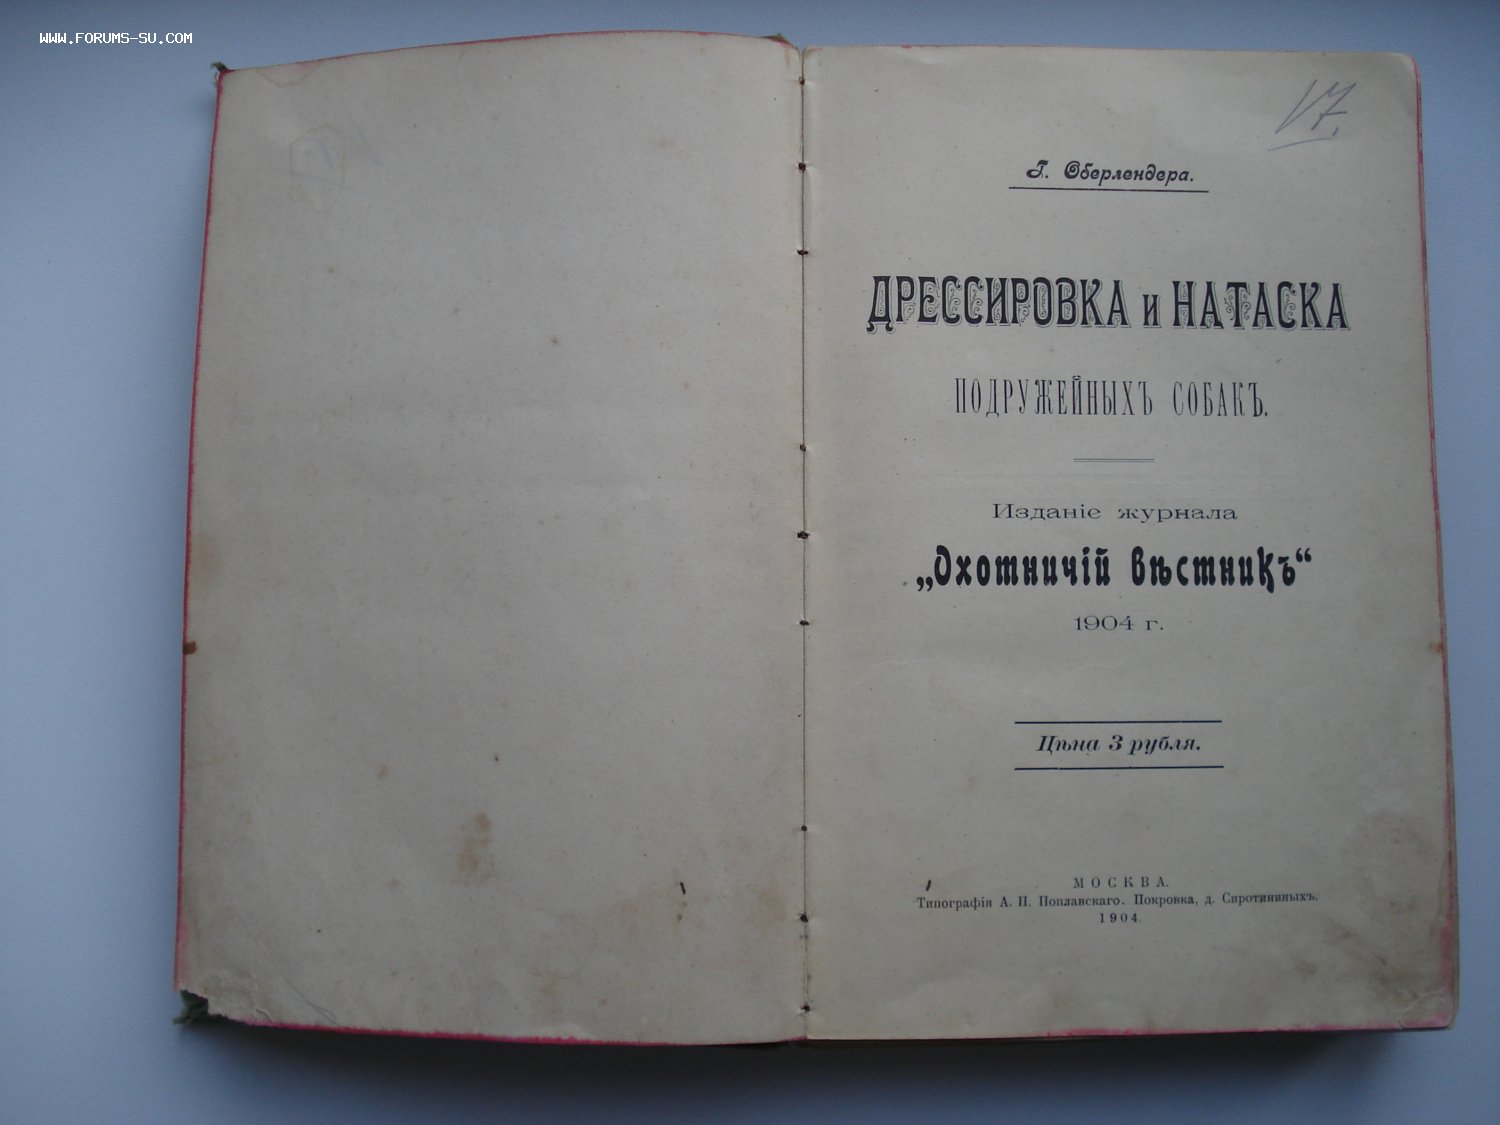 WWW.FORUMS-SU.COM
17.
Г. Оберлендера.
ДРЕССИРОВКА и НАТАСКА
ПОДРУЖЕЙНЫХЪ СОБАКЪ.
Изданіе журнала
„Охотничій вѣстникъ“
1904 г.
Цѣна 3 рубля.
МОСКВА.
Типографія А. П. Поплавскаго. Покровка, д. Сиротининыхъ.
1904